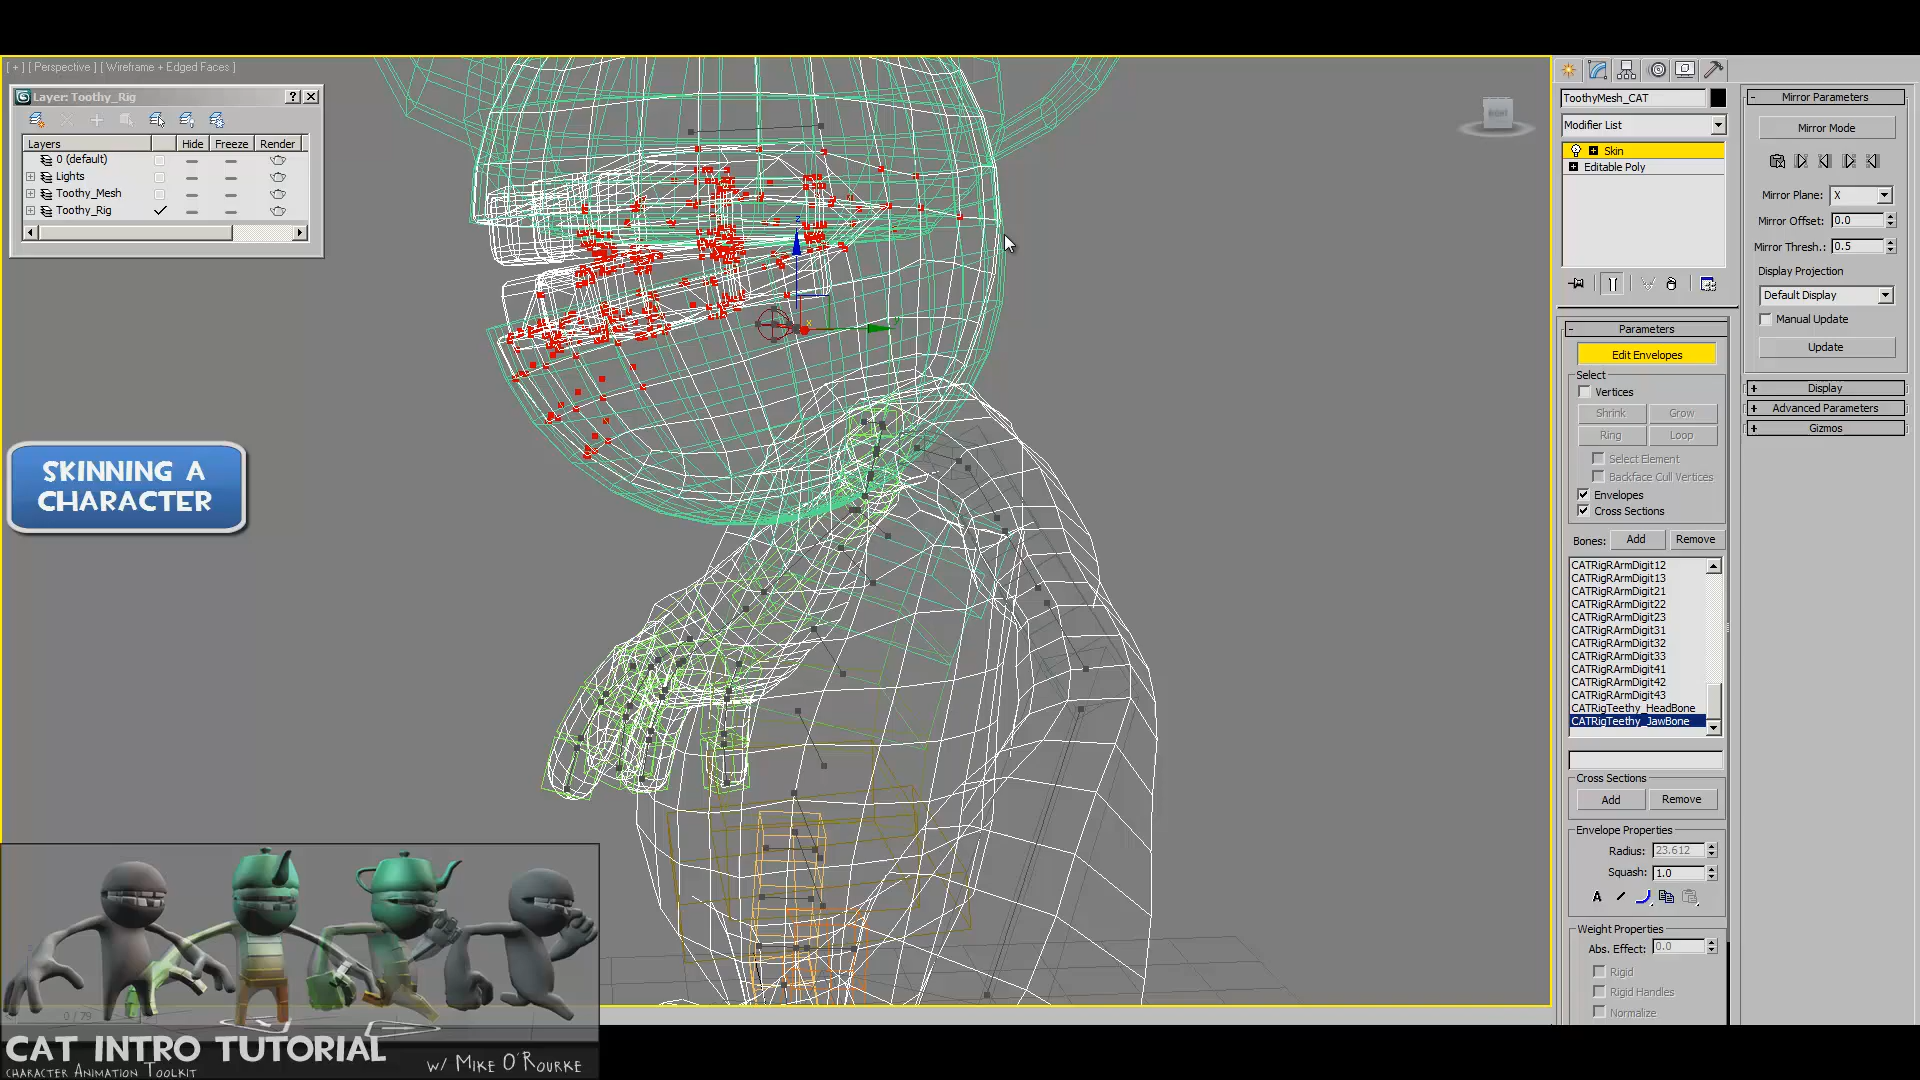 [ + ] [ Perspective ] [ Wireframe + Edged Faces ]
Layer: Toothy_Rig
?
Layers Hide Freeze Render
0 (default)
Lights
Toothy_Mesh
Toothy_Rig
SKINNING A
CHARACTER
z
x
y
RIGHT
0 / 79
CAT INTRO TUTORIAL
CHARACTER ANIMATION TOOLKIT
W/ MIKE O'ROURKE
ToothyMesh_CAT
Modifier List
Skin
Editable Poly
Parameters
Edit Envelopes
Select
Vertices
Shrink Grow
Ring Loop
Select Element
Backface Cull Vertices
Envelopes
Cross Sections
Bones: Add Remove
CATRigRArmDigit12
CATRigRArmDigit13
CATRigRArmDigit21
CATRigRArmDigit22
CATRigRArmDigit23
CATRigRArmDigit31
CATRigRArmDigit32
CATRigRArmDigit33
CATRigRArmDigit41
CATRigRArmDigit42
CATRigRArmDigit43
CATRigTeethy_HeadBone
CATRigTeethy_JawBone
Cross Sections
Add Remove
Envelope Properties
Radius: 23.612
Squash: 1.0
A
Weight Properties
Abs. Effect: 0.0
Rigid
Rigid Handles
Normalize
Mirror Parameters
Mirror Mode
Mirror Plane: X
Mirror Offset: 0.0
Mirror Thresh.: 0.5
Display Projection
Default Display
Manual Update
Update
Display
Advanced Parameters
Gizmos